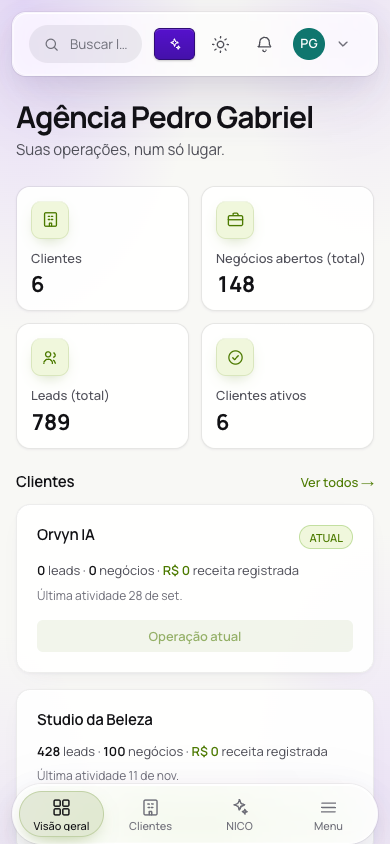 Buscar l...
PG
Agência Pedro Gabriel
Suas operações, num só lugar.
Clientes
6
Negócios abertos (total)
148
Leads (total)
789
Clientes ativos
6
Clientes
Ver todos →
Orvyn IA
ATUAL
0 leads · 0 negócios · R$ 0 receita registrada
Última atividade 28 de set.
Operação atual
Studio da Beleza
428 leads · 100 negócios · R$ 0 receita registrada
Última atividade 11 de nov.
Visão geral
Clientes
NICO
Menu